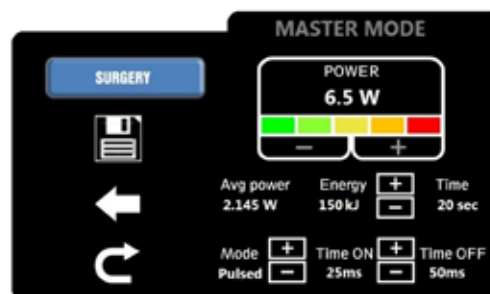 MASTER MODE
SURGERY
POWER
6.5 W
− +
Avg power Energy + Time
2.145 W 150 kJ − 20 sec
Mode + Time ON + Time OFF
Pulsed − 25ms − 50ms